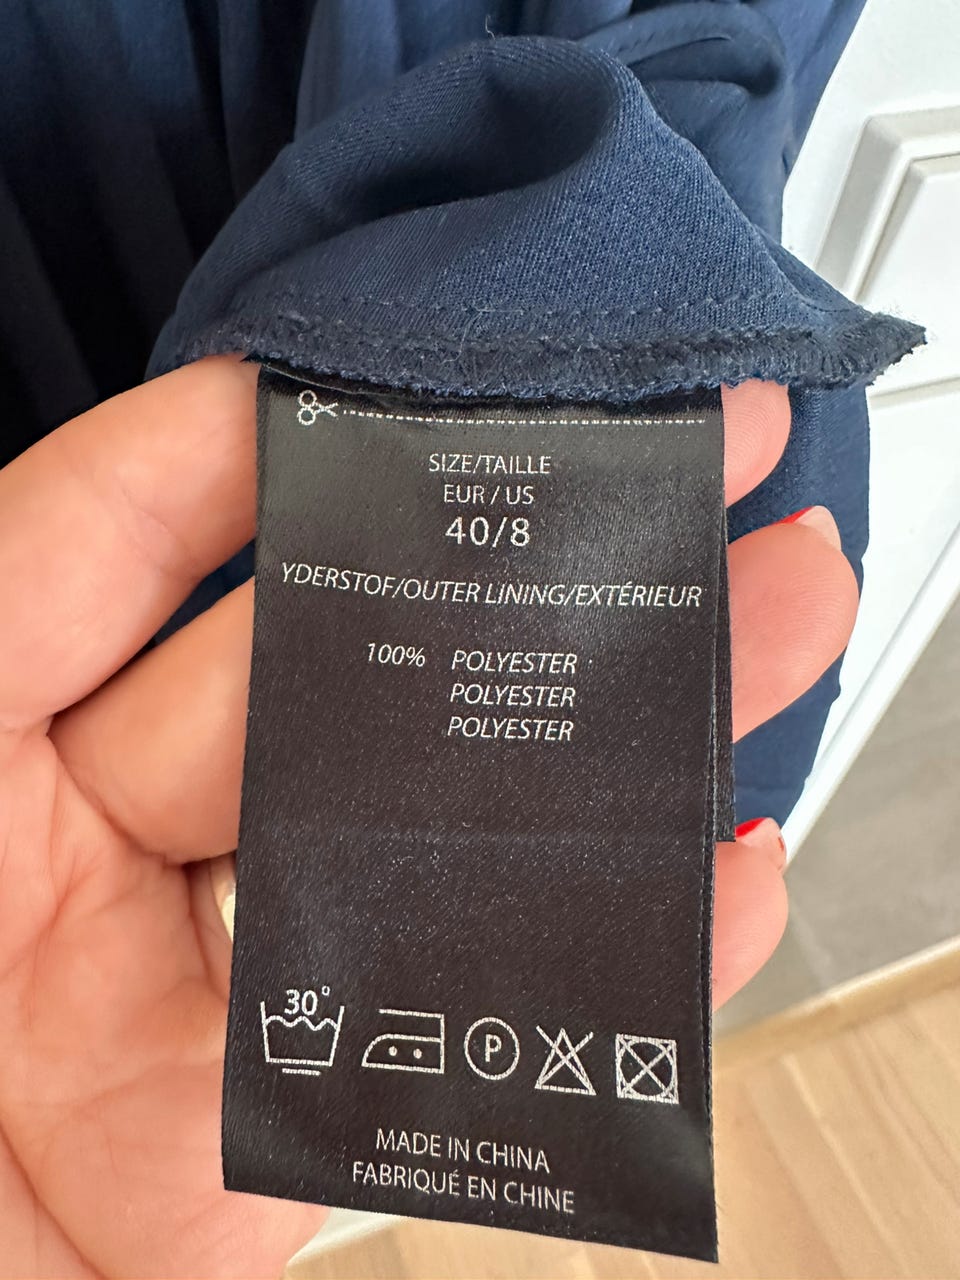 SIZE/TAILLE
EUR / US
40/8
YDERSTOF/OUTER LINING/EXTÉRIEUR
100% POLYESTER
POLYESTER
POLYESTER
30°
P
MADE IN CHINA
FABRIQUÉ EN CHINE